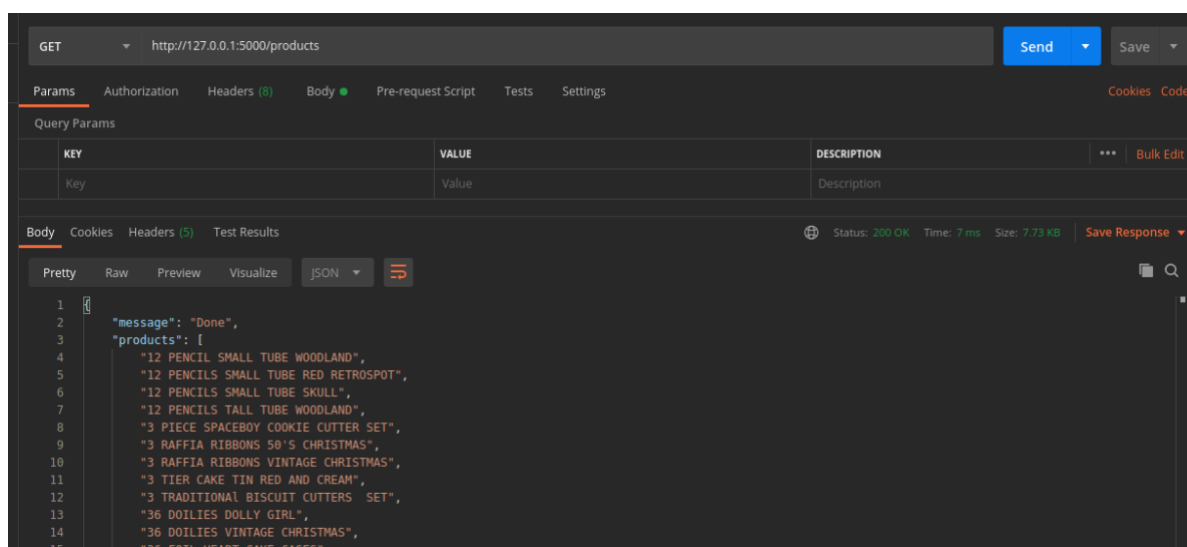 GET http://127.0.0.1:5000/products Send Save
Params Authorization Headers (8) Body Pre-request Script Tests Settings Cookies Code
Query Params
KEY VALUE DESCRIPTION ••• Bulk Edit
Key Value Description
Body Cookies Headers (5) Test Results Status: 200 OK Time: 7 ms Size: 7.73 KB Save Response
Pretty Raw Preview Visualize JSON
1 {
2 "message": "Done",
3 "products": [
4 "12 PENCIL SMALL TUBE WOODLAND",
5 "12 PENCILS SMALL TUBE RED RETROSPOT",
6 "12 PENCILS SMALL TUBE SKULL",
7 "12 PENCILS TALL TUBE WOODLAND",
8 "3 PIECE SPACEBOY COOKIE CUTTER SET",
9 "3 RAFFIA RIBBONS 50'S CHRISTMAS",
10 "3 RAFFIA RIBBONS VINTAGE CHRISTMAS",
11 "3 TIER CAKE TIN RED AND CREAM",
12 "3 TRADITIONAl BISCUIT CUTTERS  SET",
13 "36 DOILIES DOLLY GIRL",
14 "36 DOILIES VINTAGE CHRISTMAS",